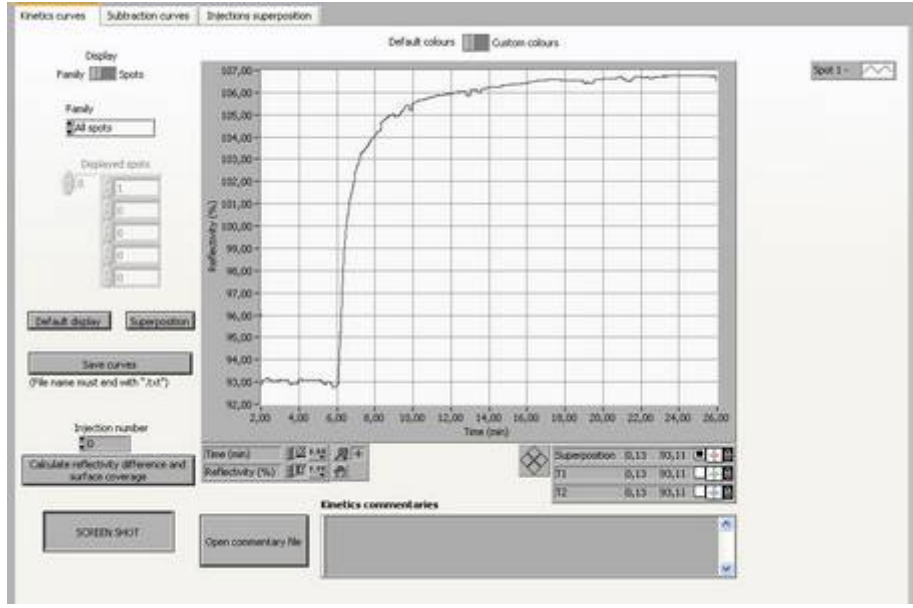 Kinetics curves Subtraction curves Injections superposition
Default colours Custom colours
Display
Family Spots
Spot 1 -
Family
All spots
Displayed spots
0
1
0
0
0
0
Default display Superposition
Save curves
(File name must end with ".txt")
Injection number
0
Calculate reflectivity difference and
surface coverage
SCREEN SHOT
107,00
106,00
105,00
104,00
103,00
102,00
101,00
100,00
99,00
98,00
97,00
96,00
95,00
94,00
93,00
92,00
Reflectivity (%)
2,00 4,00 6,00 8,00 10,00 12,00 14,00 16,00 18,00 20,00 22,00 24,00 26,00
Time (min)
Time (min)
Reflectivity (%)
Superposition 0,13 93,11
T1 0,13 93,11
T2 0,13 93,11
Kinetics commentaries
Open commentary file